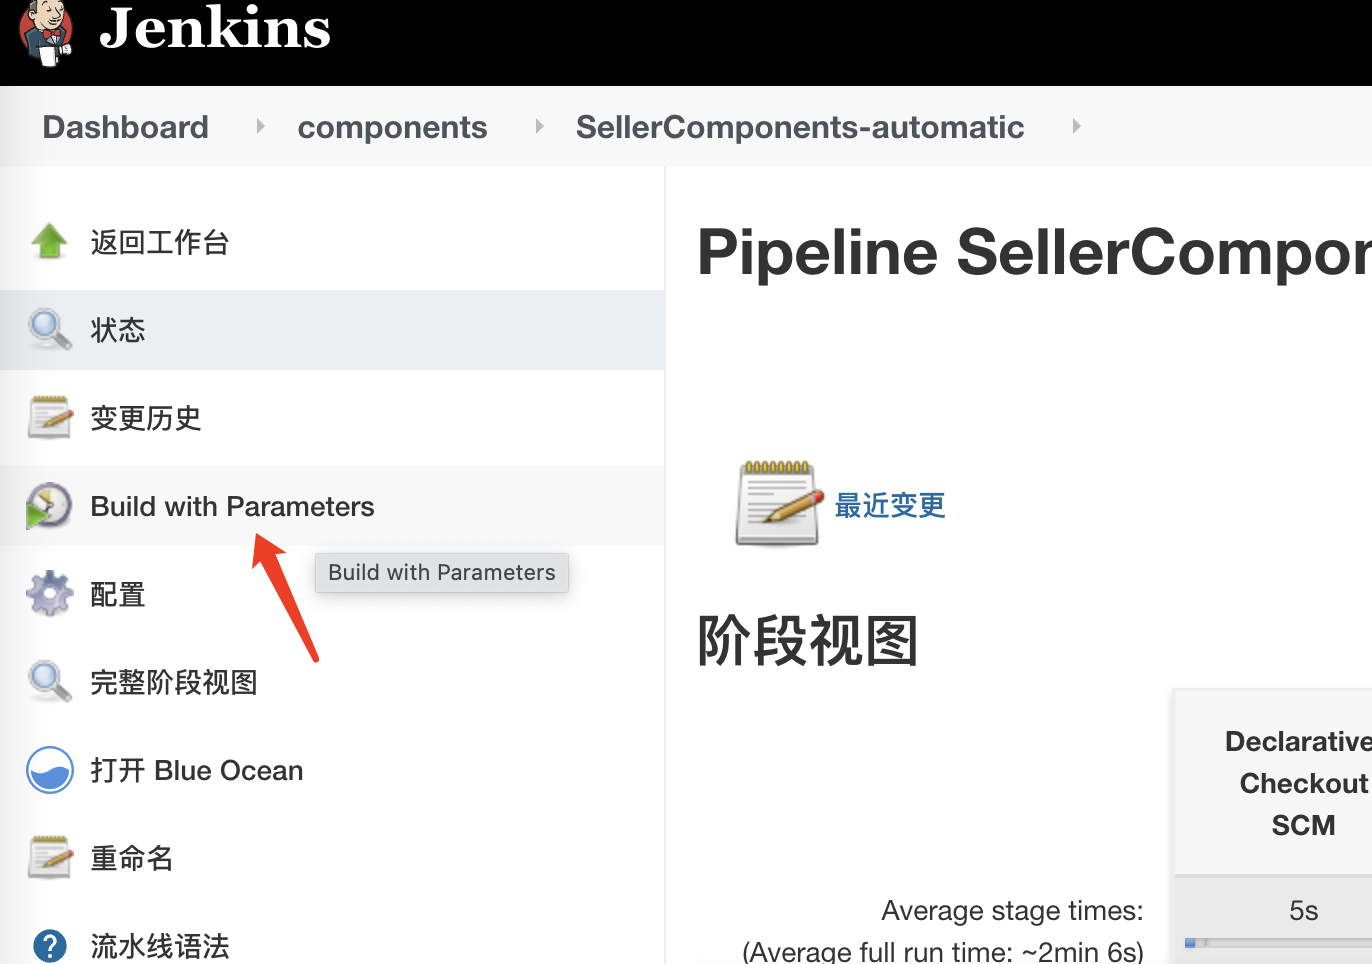 Jenkins
Dashboard
components
SellerComponents-automatic
返回工作台
状态
变更历史
Build with Parameters
Build with Parameters
配置
完整阶段视图
打开 Blue Ocean
重命名
流水线语法
Pipeline SellerCompon
最近变更
阶段视图
Declarative
Checkout
SCM
Average stage times:
5s
(Average full run time: ~2min 6s)